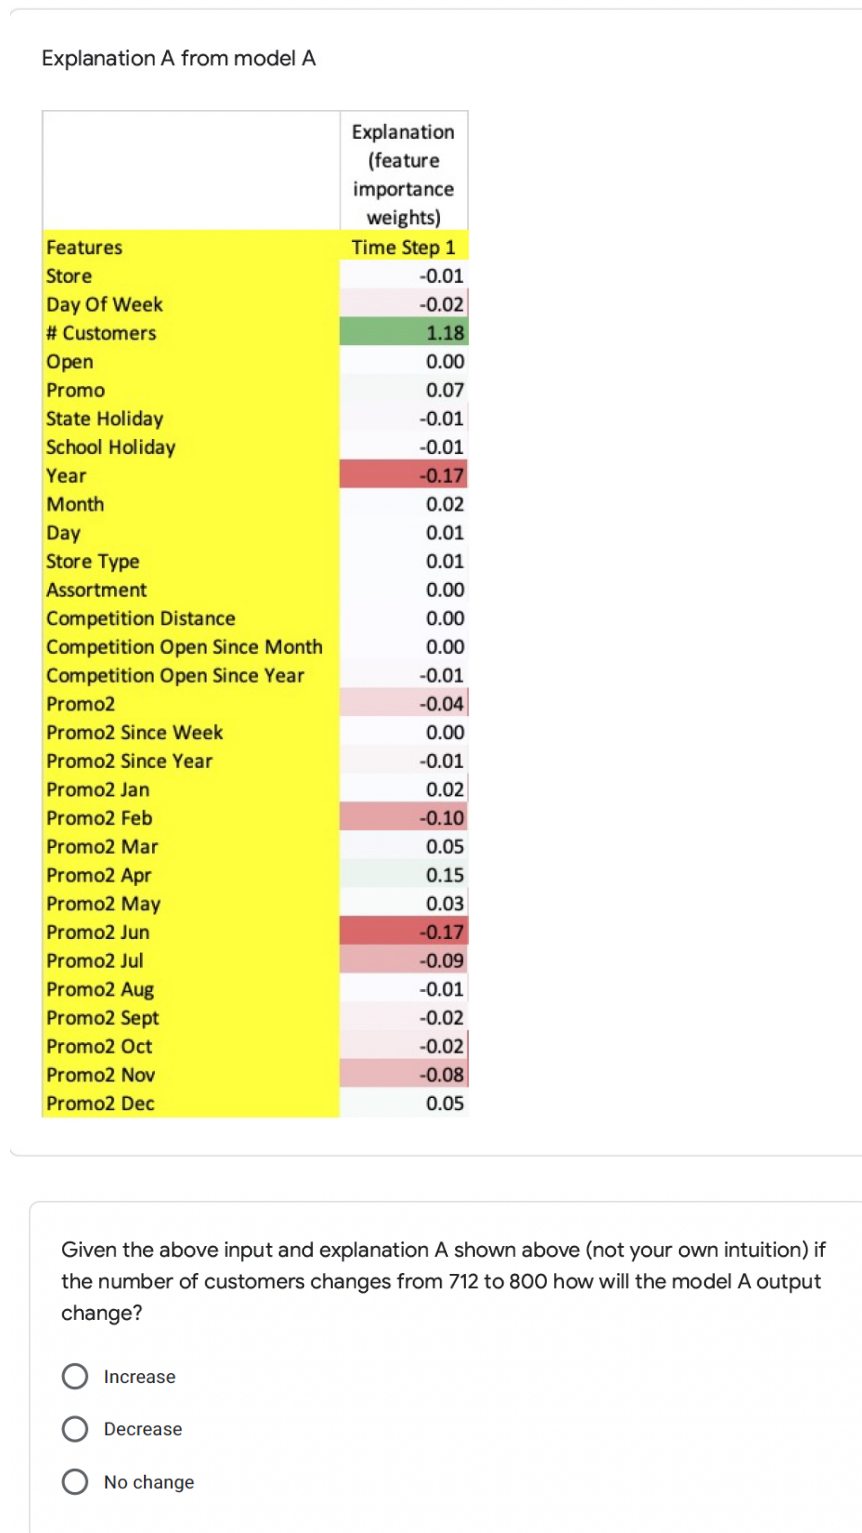 Explanation A from model A
Explanation
(feature
importance
weights)
Features Time Step 1
Store -0.01
Day Of Week -0.02
# Customers 1.18
Open 0.00
Promo 0.07
State Holiday -0.01
School Holiday -0.01
Year -0.17
Month 0.02
Day 0.01
Store Type 0.01
Assortment 0.00
Competition Distance 0.00
Competition Open Since Month 0.00
Competition Open Since Year -0.01
Promo2 -0.04
Promo2 Since Week 0.00
Promo2 Since Year -0.01
Promo2 Jan 0.02
Promo2 Feb -0.10
Promo2 Mar 0.05
Promo2 Apr 0.15
Promo2 May 0.03
Promo2 Jun -0.17
Promo2 Jul -0.09
Promo2 Aug -0.01
Promo2 Sept -0.02
Promo2 Oct -0.02
Promo2 Nov -0.08
Promo2 Dec 0.05
Given the above input and explanation A shown above (not your own intuition) if
the number of customers changes from 712 to 800 how will the model A output
change?
Increase
Decrease
No change